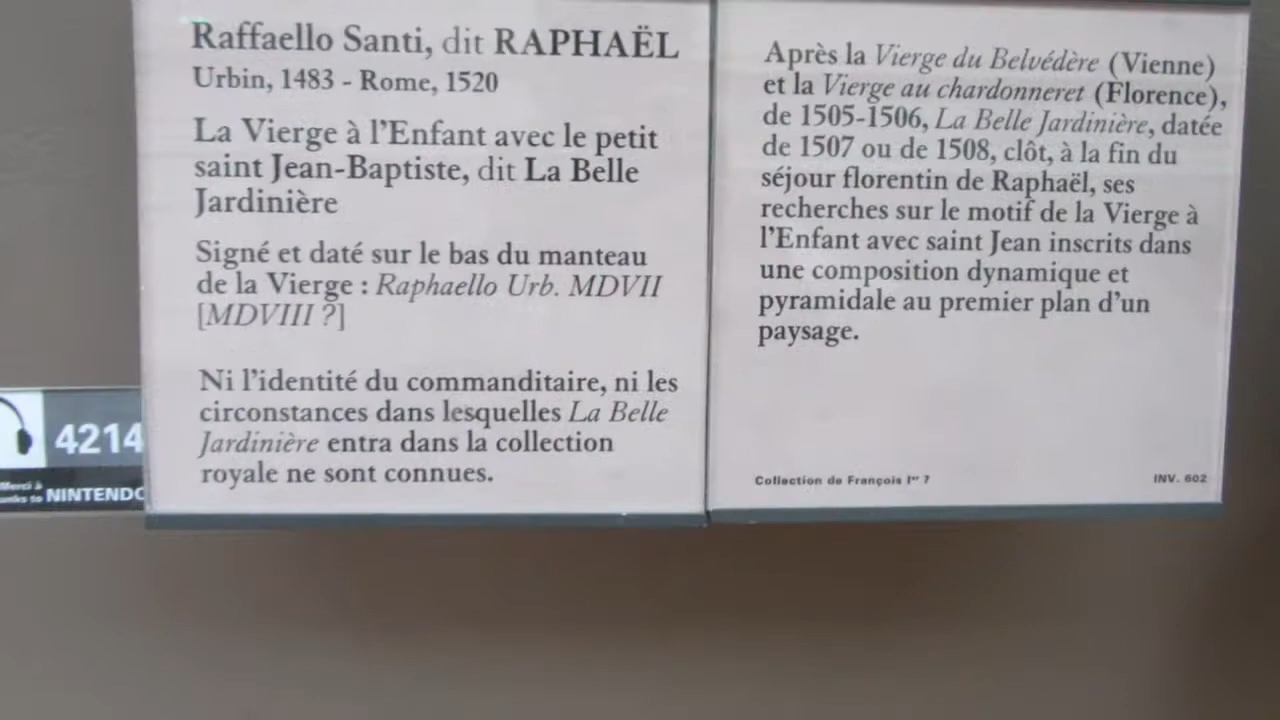 Raffaello Santi, dit RAPHAËL
Urbin, 1483 - Rome, 1520
La Vierge à l'Enfant avec le petit
saint Jean-Baptiste, dit La Belle
Jardinière
Signé et daté sur le bas du manteau
de la Vierge : Raphaello Urb. MDVII
[MDVIII ?]
Ni l'identité du commanditaire, ni les
circonstances dans lesquelles La Belle
Jardinière entra dans la collection
royale ne sont connues.
Après la Vierge du Belvédère (Vienne)
et la Vierge au chardonneret (Florence),
de 1505-1506, La Belle Jardinière, datée
de 1507 ou de 1508, clôt, à la fin du
séjour florentin de Raphaël, ses
recherches sur le motif de la Vierge à
l'Enfant avec saint Jean inscrits dans
une composition dynamique et
pyramidale au premier plan d'un
paysage.
Collection de François Ier ?
INV. 602
4214
Merci à
NINTENDO